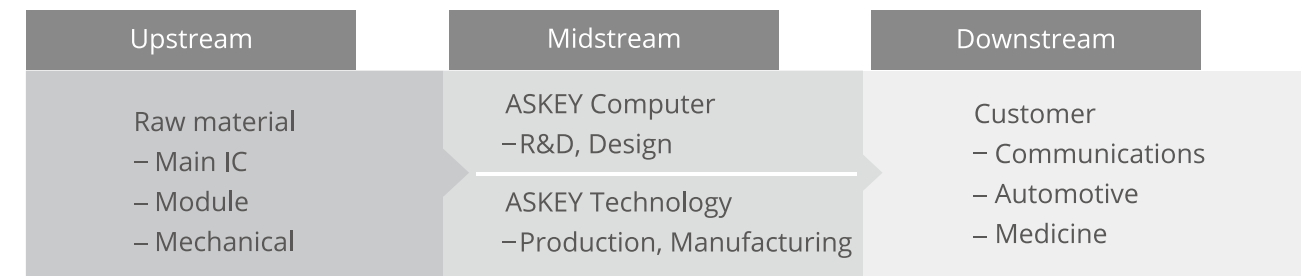 Upstream
Raw material
– Main IC
– Module
– Mechanical
Midstream
ASKEY Computer
–R&D, Design
ASKEY Technology
–Production, Manufacturing
Downstream
Customer
– Communications
– Automotive
– Medicine